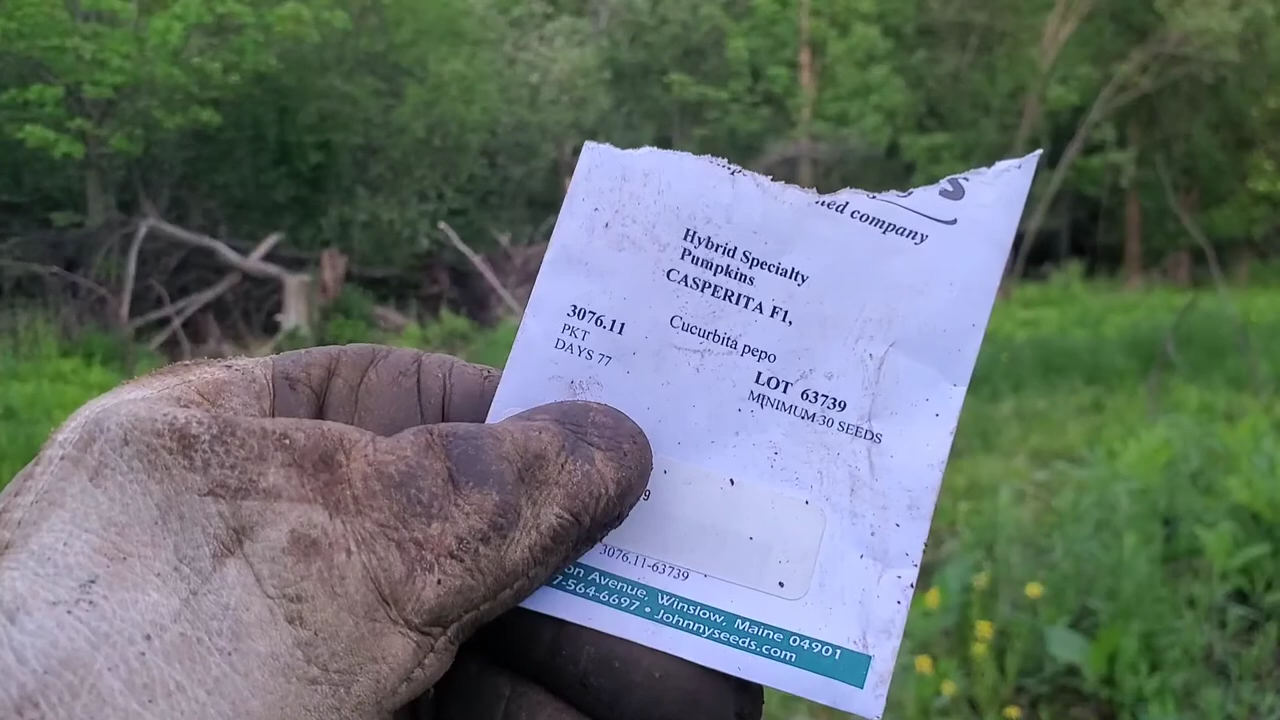 S
ned company
Hybrid Specialty
Pumpkins
CASPERITA F1,
3076.11
PKT
DAYS 77
Cucurbita pepo
LOT 63739
MINIMUM 30 SEEDS
9
3076.11-63739
on Avenue, Winslow, Maine 04901
7-564-6697 • Johnnyseeds.com